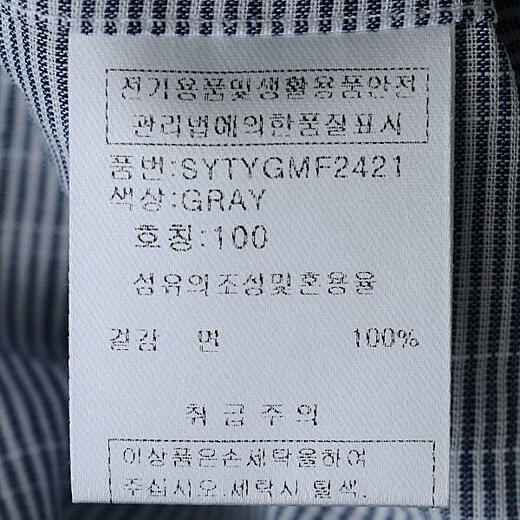 전기용품및생활용품안전
관리법에의한품질표시
품번:SYTYGMF2421
색상:GRAY
호칭:100
섬유의조성및혼용율
겉감 면 100%
취급주의
이상품은손세탁을하여
주십시오.세탁시 탈색.